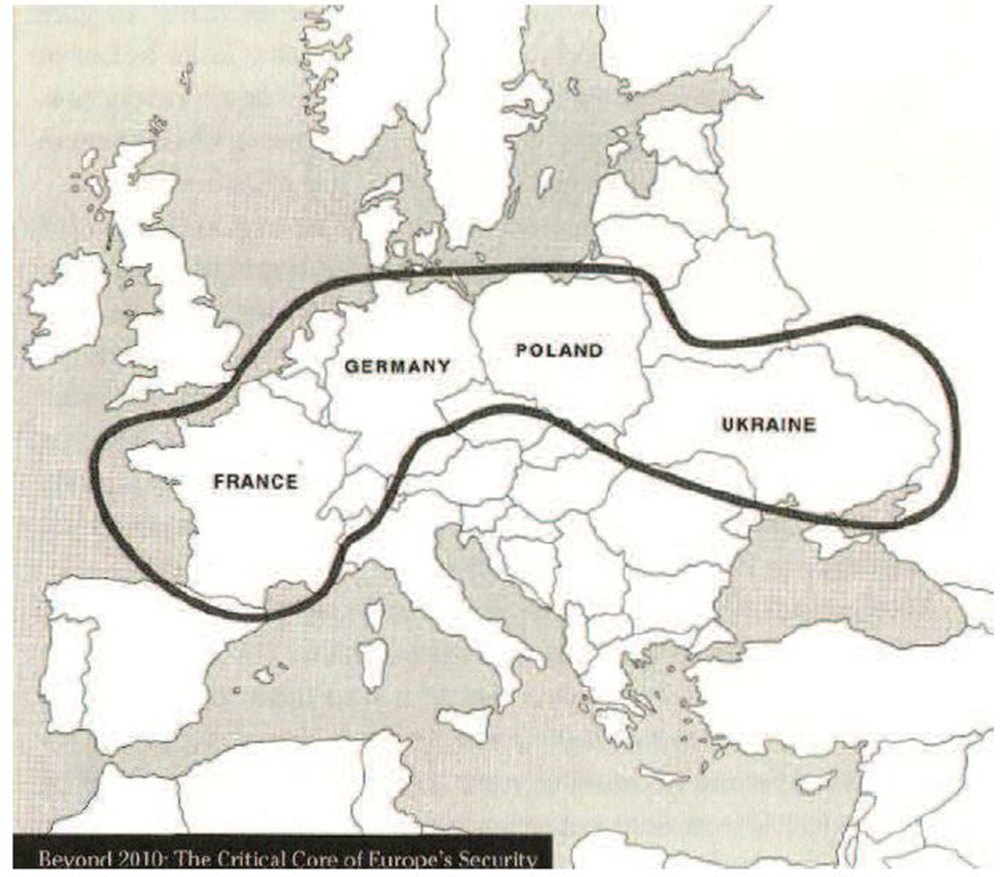 POLAND
GERMANY
UKRAINE
FRANCE
Beyond 2010: The Critical Core of Europe's Security